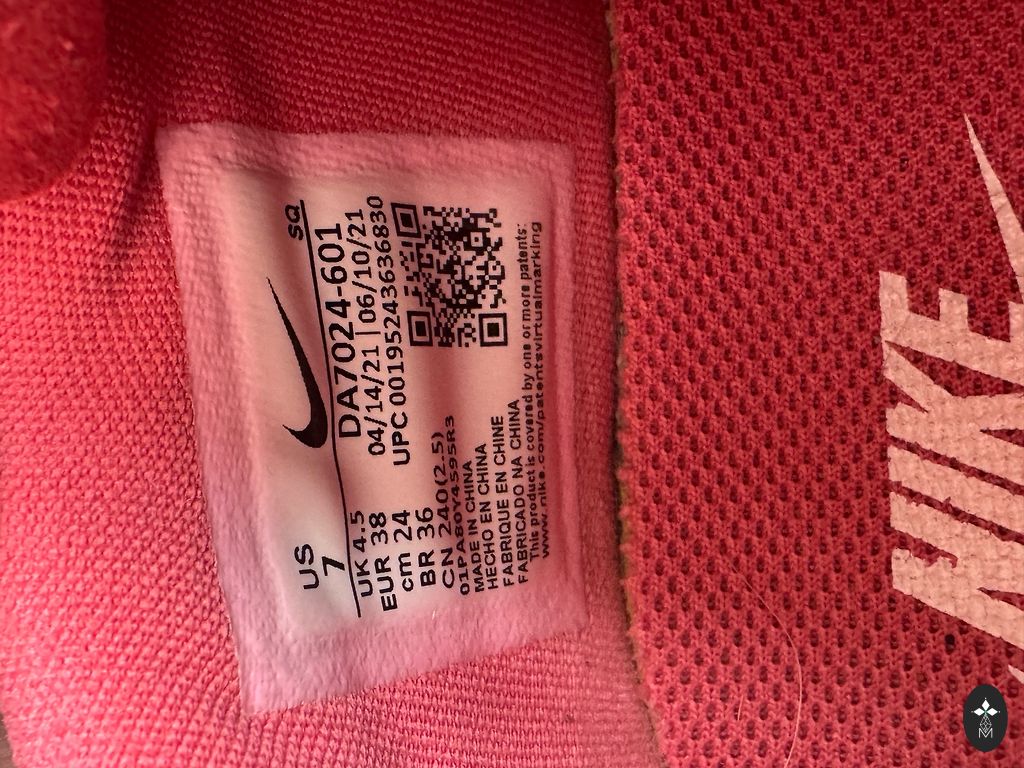 US
7
SQ
UK 4.5
EUR 38
cm 24
BR 36
CN 240(2.5)
DA7024-601
04/14/21 | 06/10/21
UPC 00195243636830
01PA80Y4595R3
MADE IN CHINA
HECHO EN CHINA
FABRIQUE EN CHINE
FABRICADO NA CHINA
This product is covered by one or more patents:
www.nike.com/patentsvirtualmarking
NIKE
M